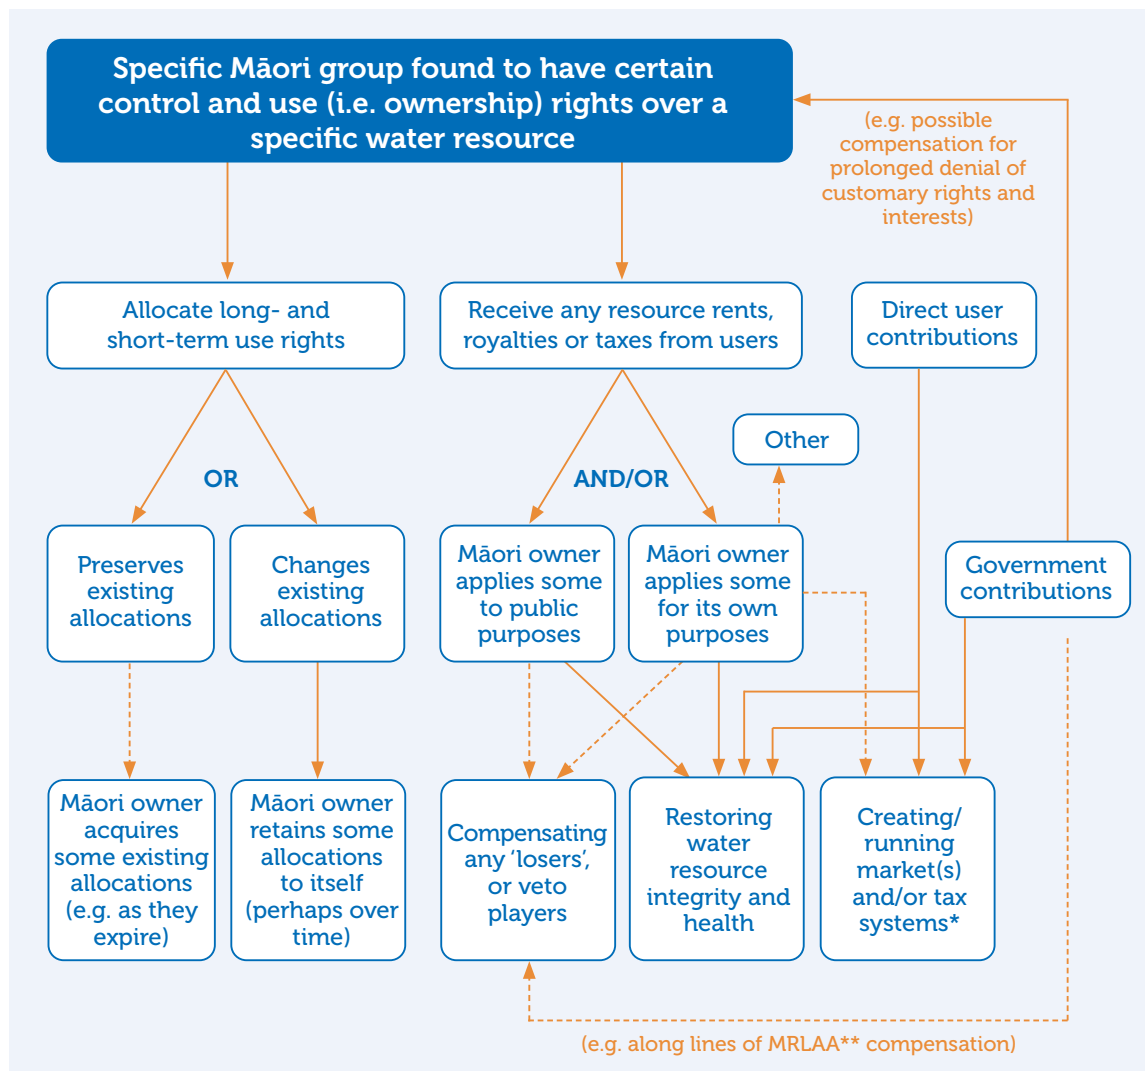 Specific Māori group found to have certain
control and use (i.e. ownership) rights over a
specific water resource
(e.g. possible
compensation for
prolonged denial of
customary rights and
interests)
Allocate long- and
short-term use rights
Receive any resource rents,
royalties or taxes from users
Direct user
contributions
Other
OR
AND/OR
Preserves
existing
allocations
Changes
existing
allocations
Māori owner
applies some
to public
purposes
Māori owner
applies some
for its own
purposes
Government
contributions
Māori owner
acquires
some existing
allocations
(e.g. as they
expire)
Māori owner
retains some
allocations
to itself
(perhaps over
time)
Compensating
any ‘losers’,
or veto
players
Restoring
water
resource
integrity and
health
Creating/
running
market(s)
and/or tax
systems*
(e.g. along lines of MRLAA** compensation)